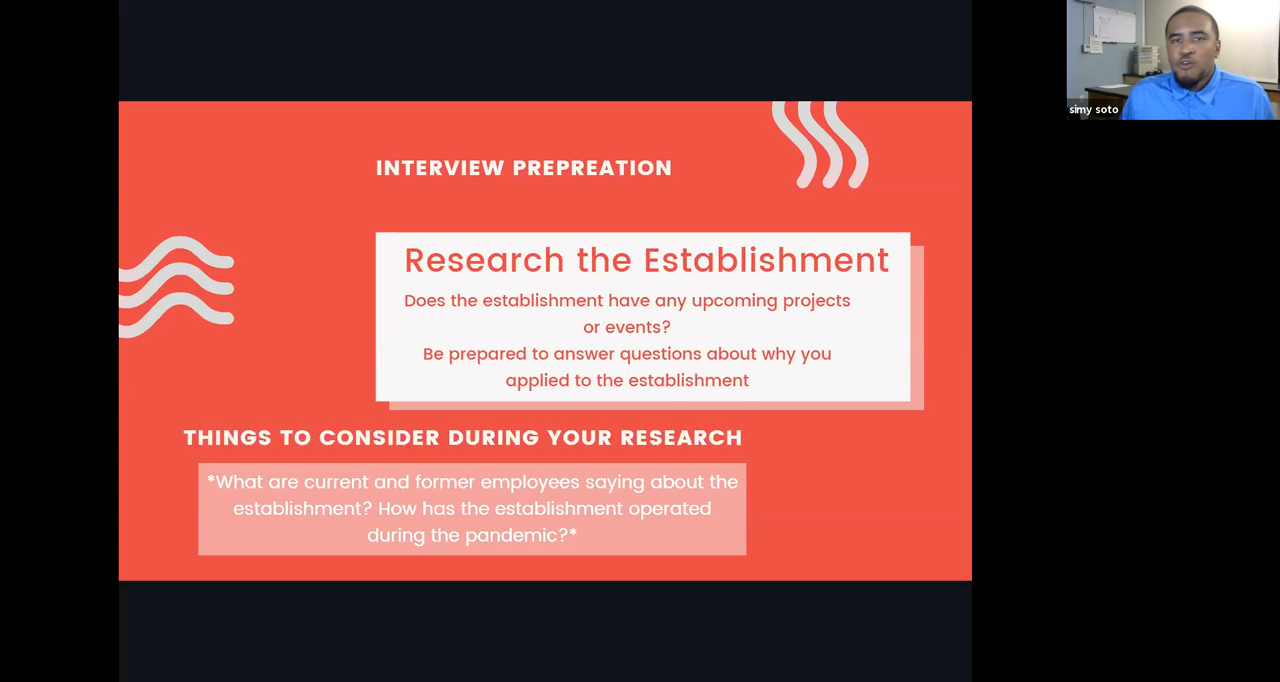 INTERVIEW PREPREATION
Research the Establishment
Does the establishment have any upcoming projects
or events?
Be prepared to answer questions about why you
applied to the establishment
THINGS TO CONSIDER DURING YOUR RESEARCH
*What are current and former employees saying about the
establishment? How has the establishment operated
during the pandemic?*
simy soto